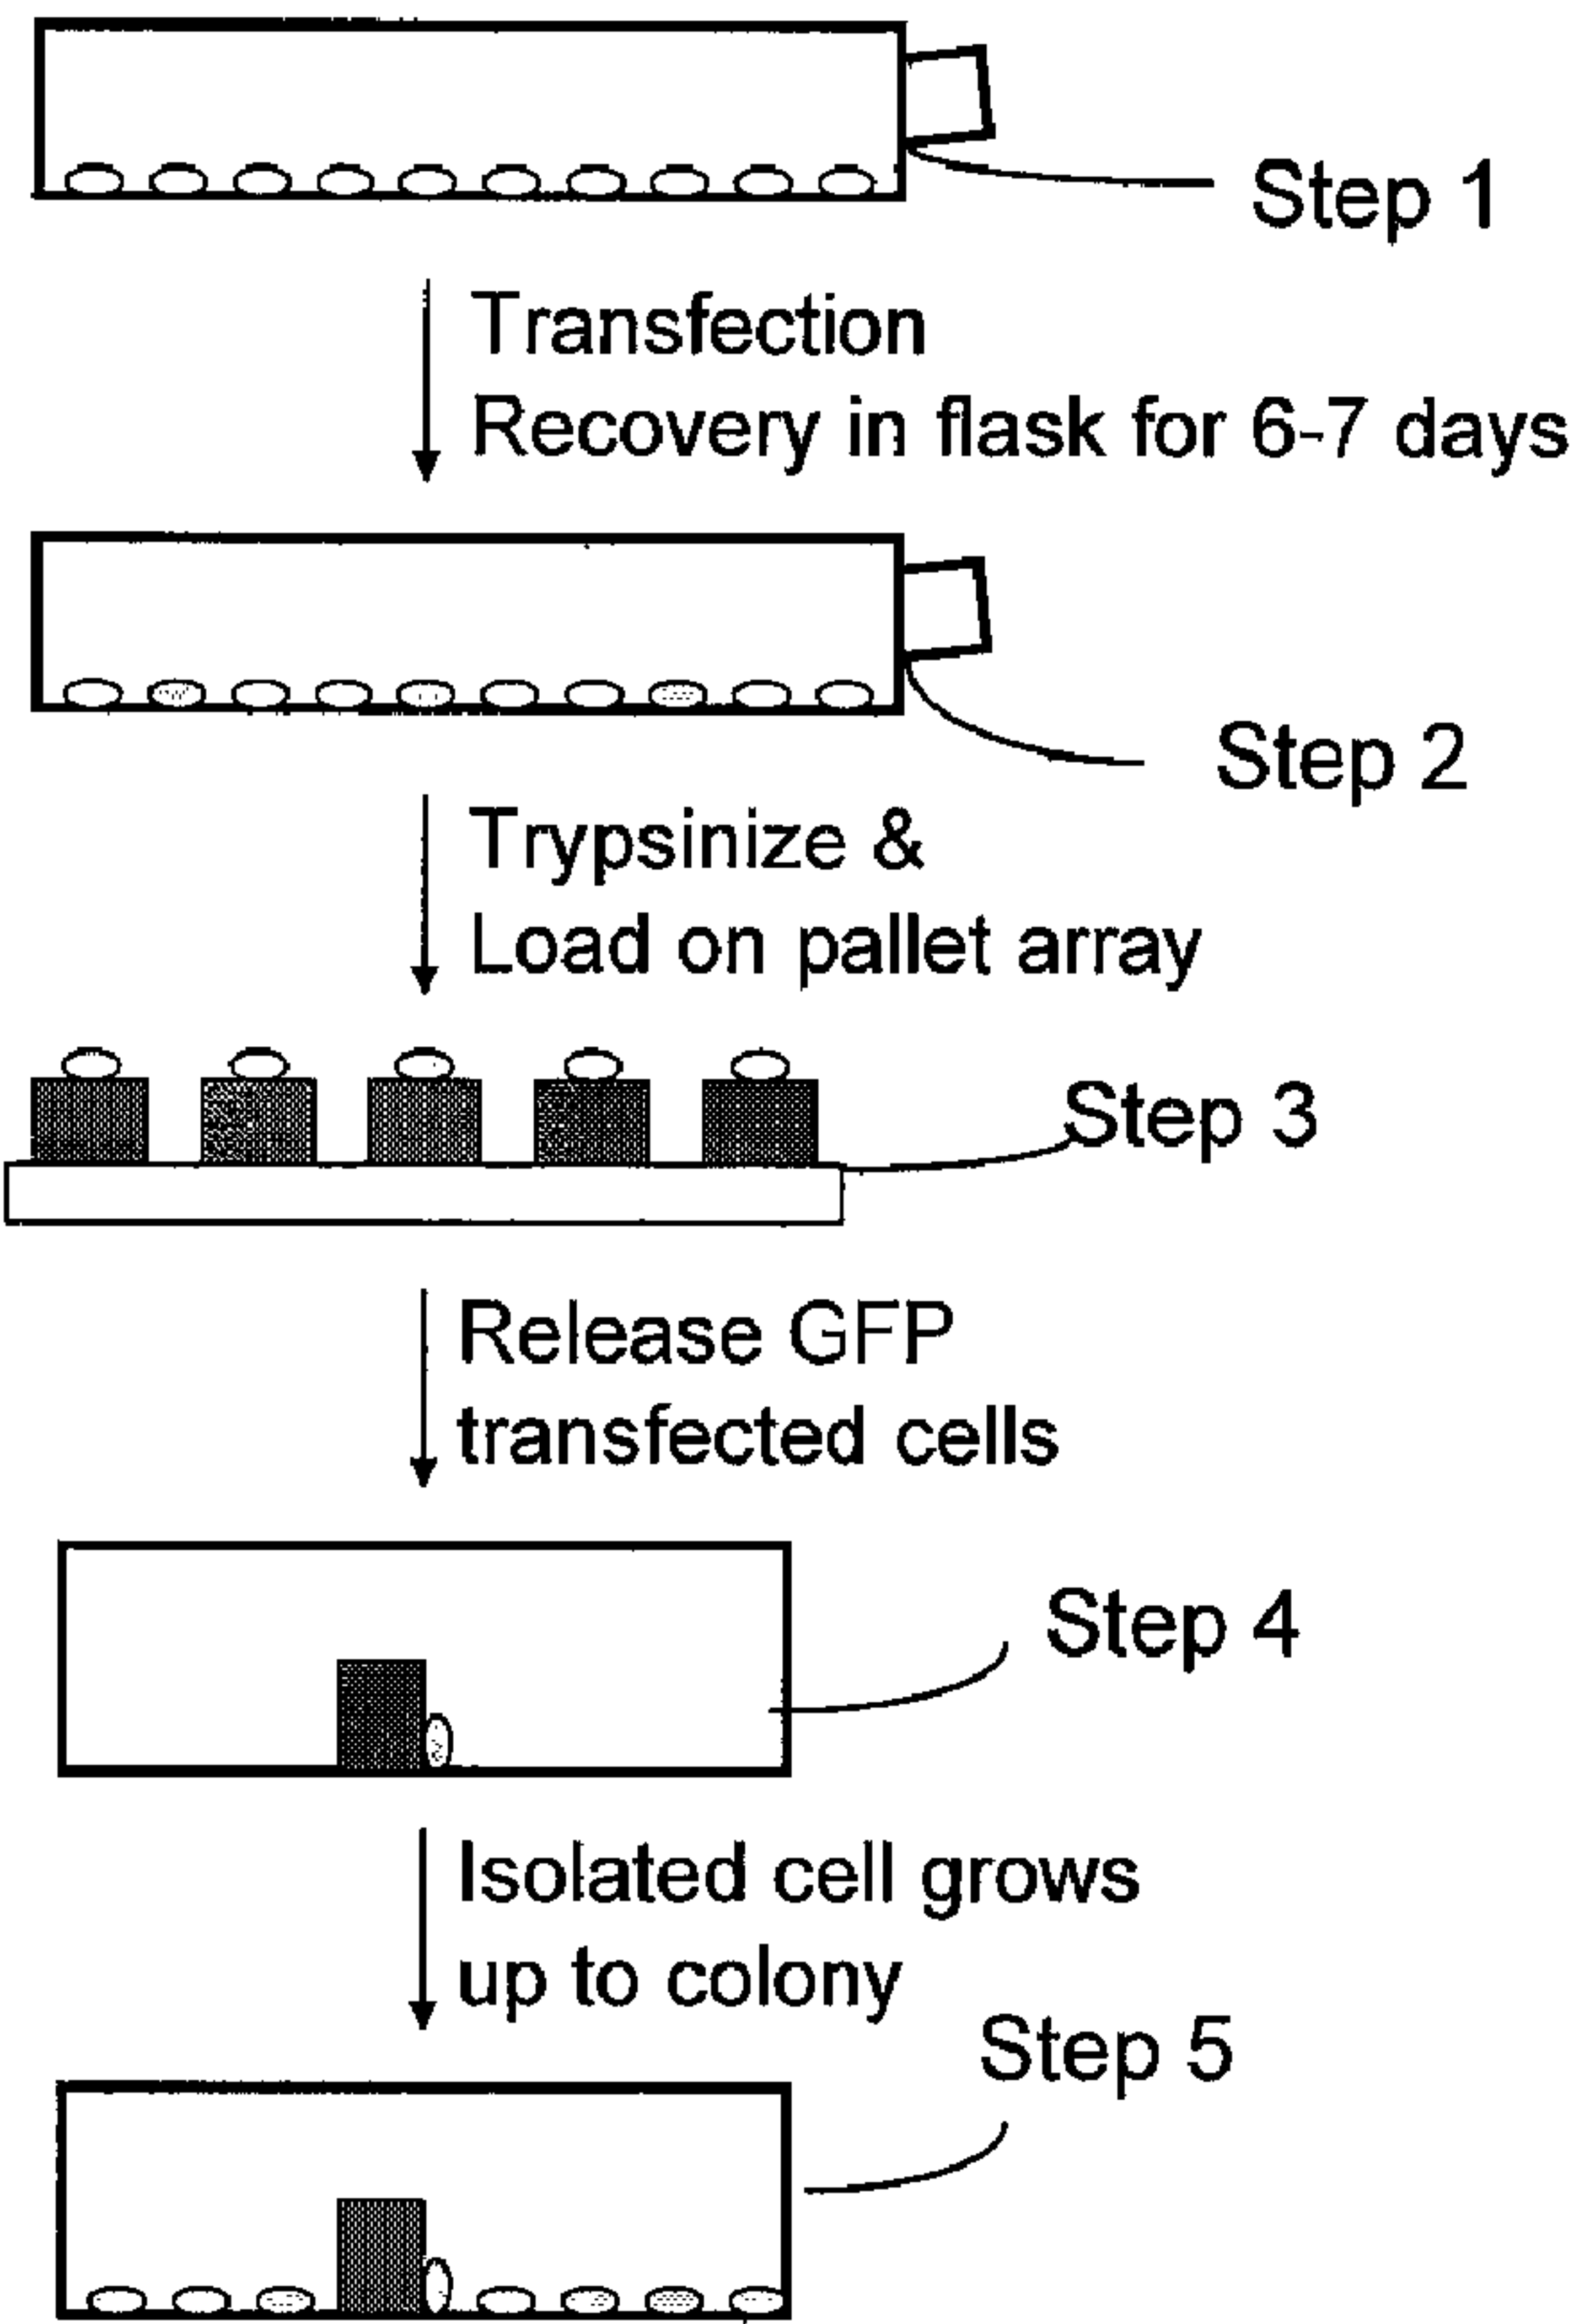 Step 1
Transfection
Recovery in flask for 6-7 days
Step 2
Trypsinize &
Load on pallet array
Step 3
Release GFP
transfected cells
Step 4
Isolated cell grows
up to colony
Step 5